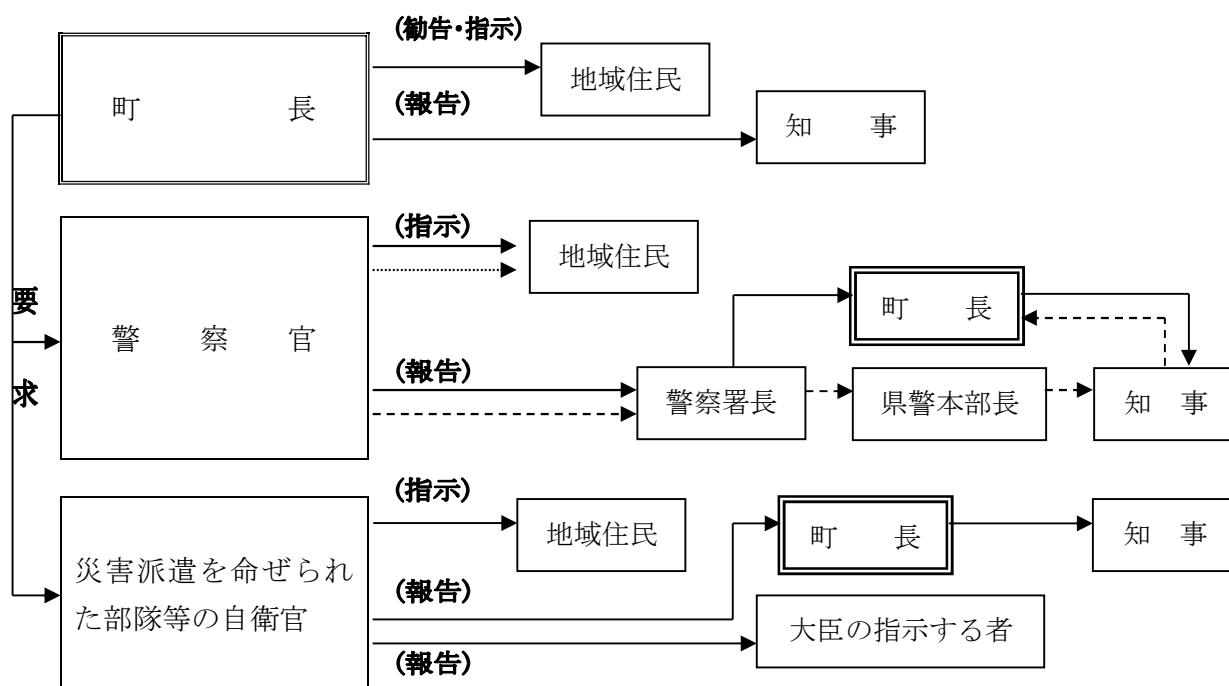 (勧告・指示)
町　長
地域住民
(報告)
知　事
要
求
(指示)
地域住民
警　察　官
町　長
(報告)
警察署長
県警本部長
知　事
(指示)
地域住民
町　長
知　事
災害派遣を命ぜられ
た部隊等の自衛官
(報告)
大臣の指示する者
(報告)